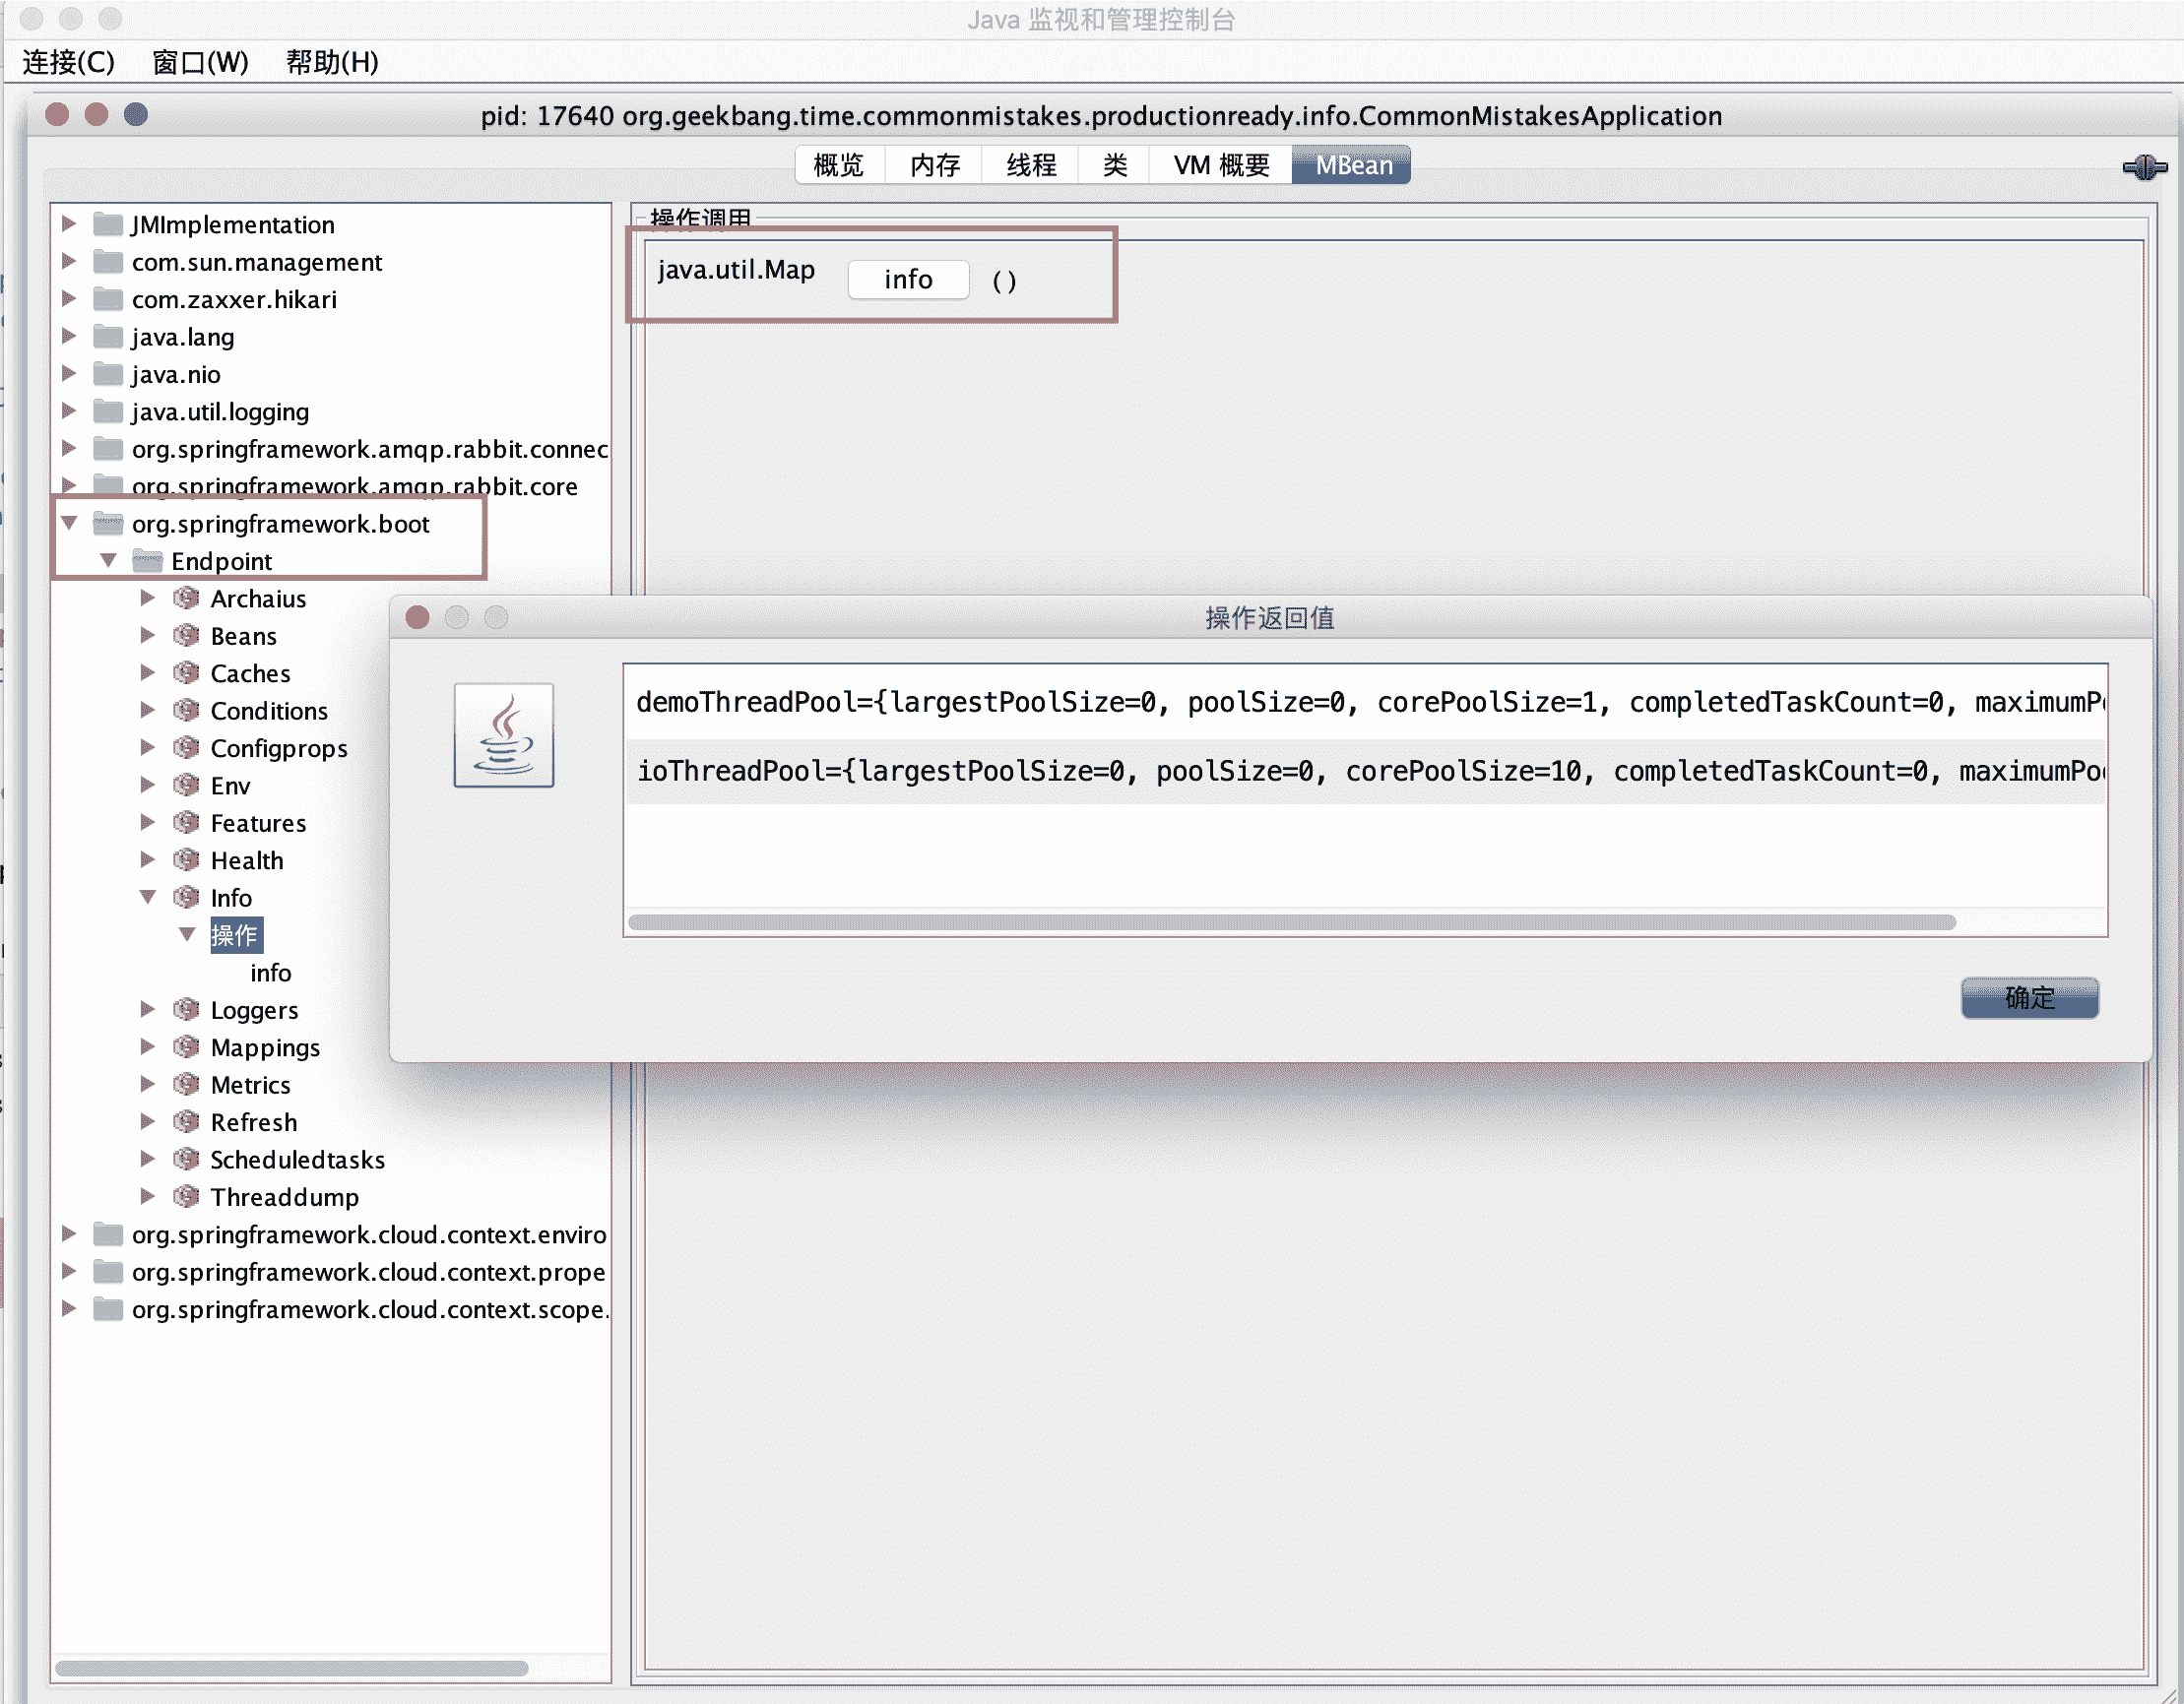 Java 监视和管理控制台
连接(C) 窗口(W) 帮助(H)
pid: 17640 org.geekbang.time.commonmistakes.productionready.info.CommonMistakesApplication
概览 内存 线程 类 VM 概要 MBean
JMImplementation
com.sun.management
com.zaxxer.hikari
java.lang
java.nio
java.util.logging
org.springframework.amqp.rabbit.connec
org.springframework.amqp.rabbit.core
org.springframework.boot
Endpoint
Archaius
Beans
Caches
Conditions
Configprops
Env
Features
Health
Info
操作
info
Loggers
Mappings
Metrics
Refresh
Scheduledtasks
Threaddump
org.springframework.cloud.context.enviro
org.springframework.cloud.context.prope
org.springframework.cloud.context.scope.
操作调用
java.util.Map info ( )
操作返回值
demoThreadPool={largestPoolSize=0, poolSize=0, corePoolSize=1, completedTaskCount=0, maximumP
ioThreadPool={largestPoolSize=0, poolSize=0, corePoolSize=10, completedTaskCount=0, maximumPo
确定